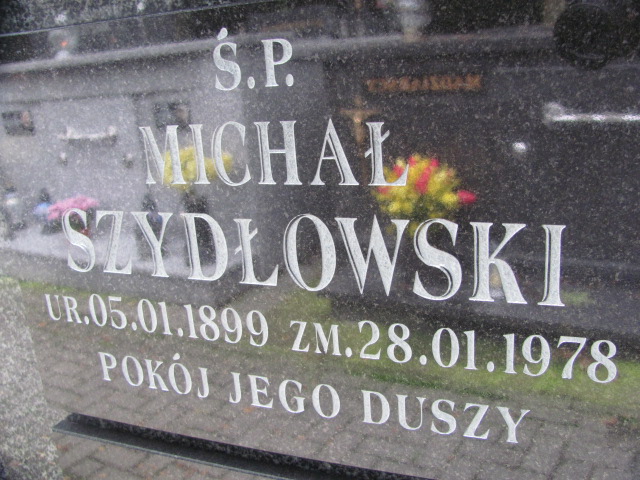 Ś.P.
MICHAŁ
SZYDŁOWSKI
UR.05.01.1899 ZM.28.01.1978
POKÓJ JEGO DUSZY